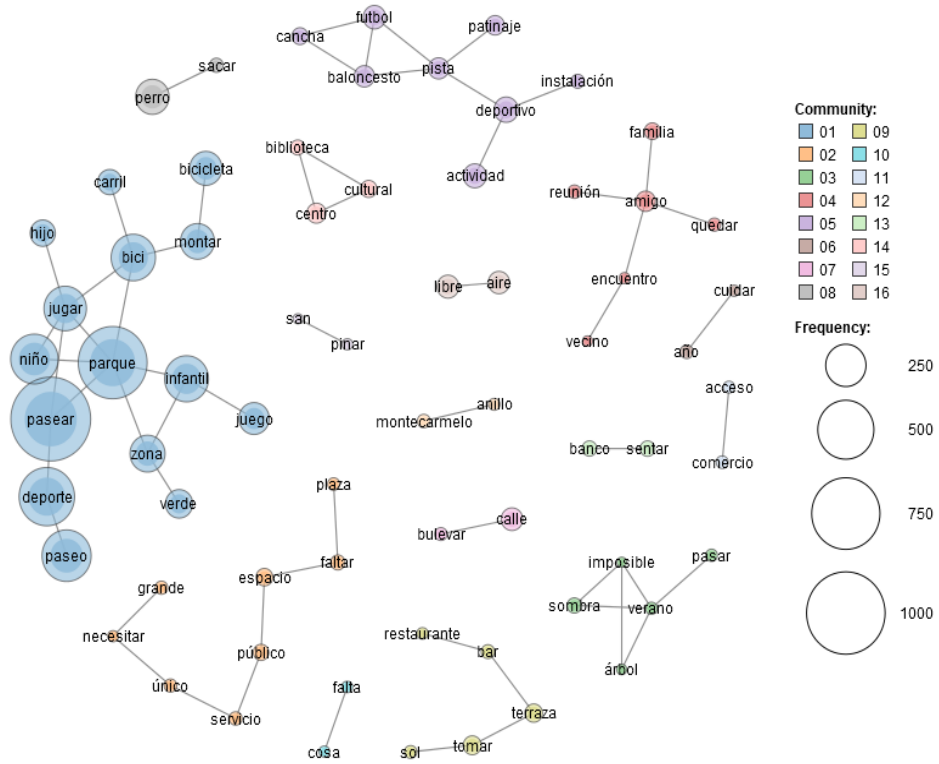 futbol
cancha
patinaje
pista
baloncesto
instalación
deportivo
actividad
sacar
perro
biblioteca
cultural
centro
familia
reunión
amigo
quedar
encuentro
vecino
carril
bicicleta
hijo
bici
montar
jugar
niño
parque
infantil
pasear
juego
zona
deporte
verde
paseo
libre
aire
san
pinar
cuidar
año
anillo
montecarmelo
acceso
comercio
banco
sentar
plaza
faltar
espacio
grande
necesitar
público
único
servicio
bulevar
calle
imposible
pasar
sombra
verano
árbol
restaurante
bar
terraza
tomar
sol
falta
cosa
Community:
01 09
02 10
03 11
04 12
05 13
06 14
07 15
08 16
Frequency:
250
500
750
1000